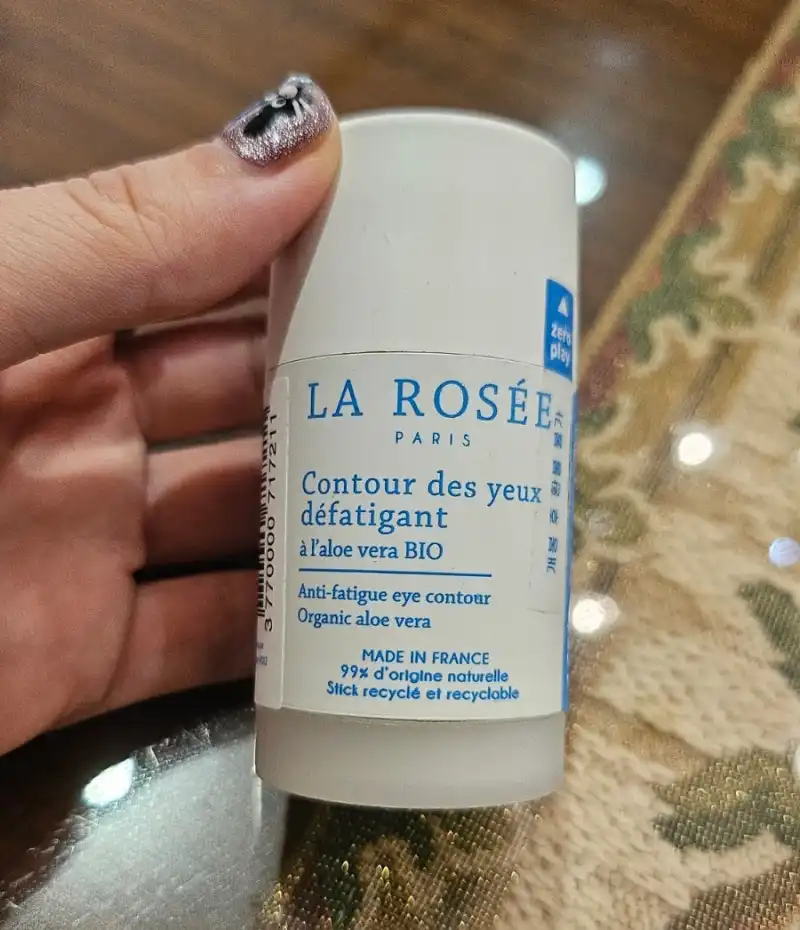 zero
play
LA ROSÉE
PARIS
Contour des yeux
défatigant
à l'aloe vera BIO
Anti-fatigue eye contour
Organic aloe vera
MADE IN FRANCE
99% d'origine naturelle
Stick recyclé et recyclable
3 770000 717211